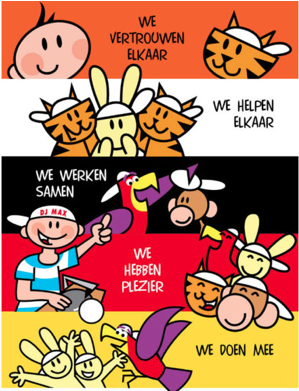 WE
VERTROUWEN
ELKAAR
WE HELPEN
ELKAAR
WE WERKEN
SAMEN
DJ MAX
WE
HEBBEN
PLEZIER
WE DOEN MEE